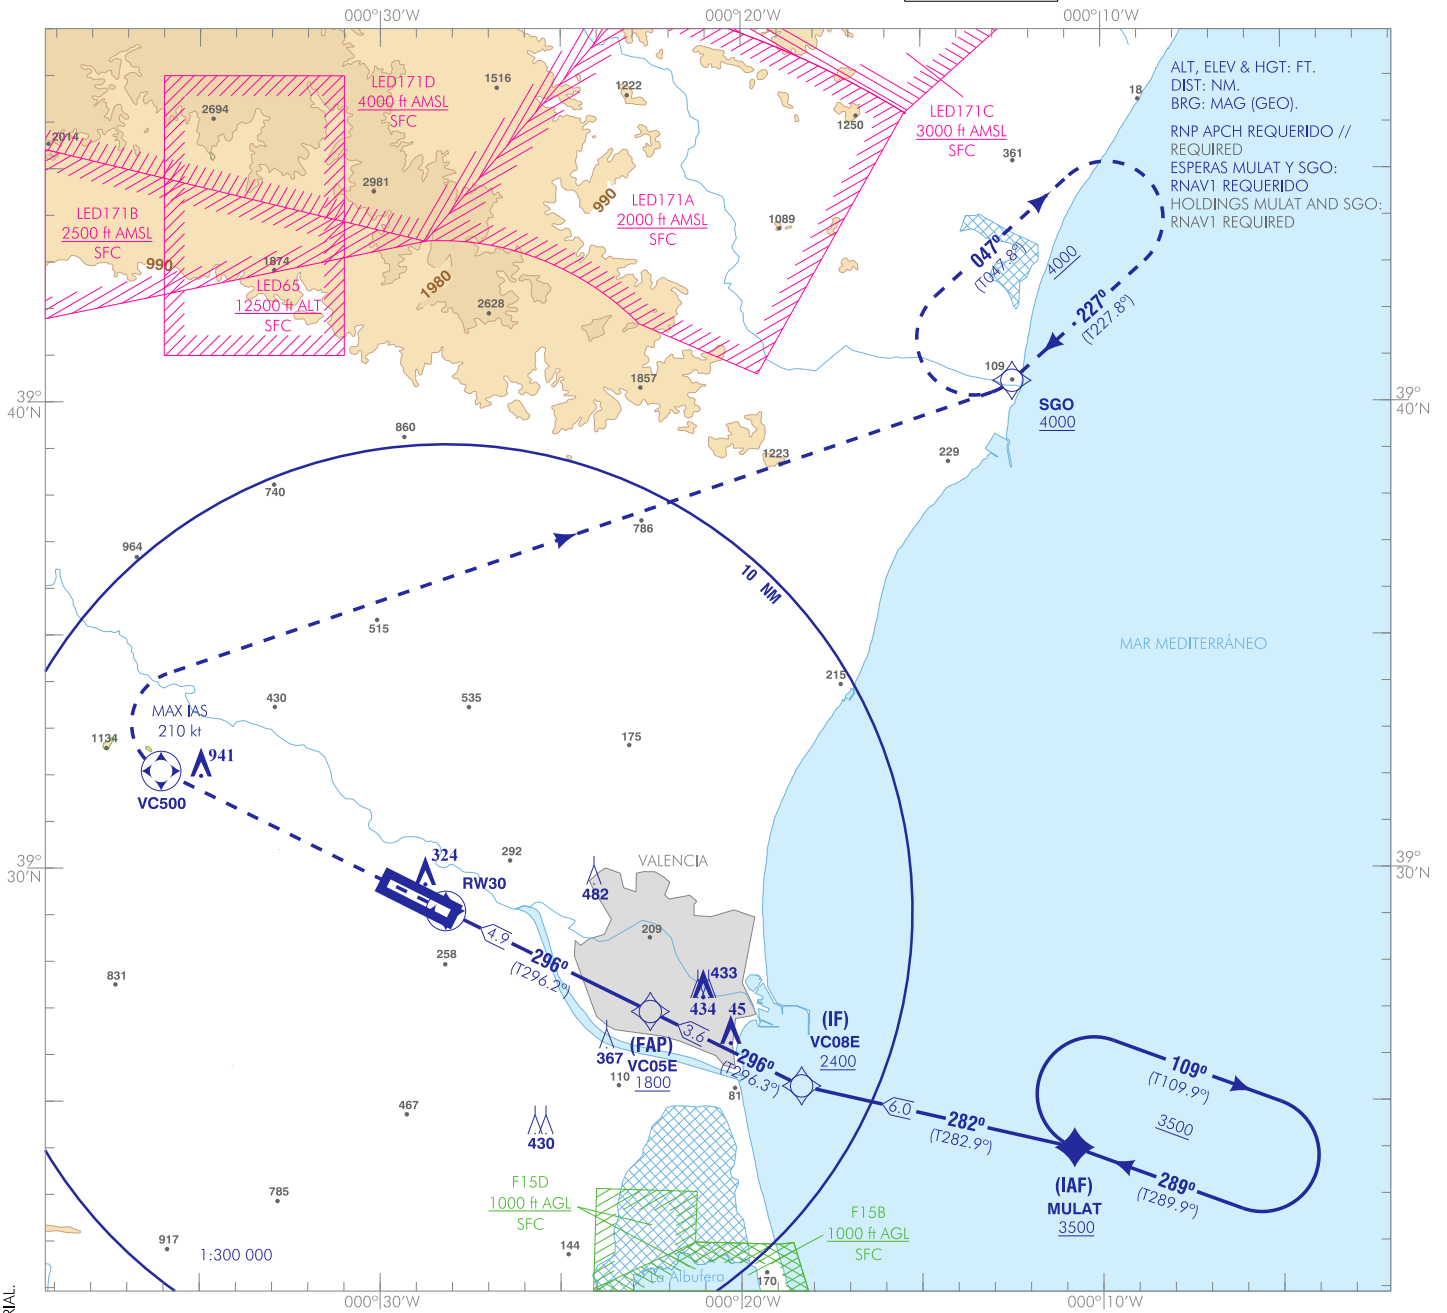 000°30'W
000°20'W
000°10'W
ALT, ELEV & HGT: FT.
DIST: NM.
BRG: MAG (GEO).
RNP APCH REQUERIDO //
REQUIRED
ESPERAS MULAT Y SGO:
RNAV1 REQUERIDO
HOLDINGS MULAT AND SGO:
RNAV1 REQUIRED
LED171D
4000 ft AMSL
SFC
1516
1222
18
2694
1250
LED171C
3000 ft AMSL
SFC
361
2014
2981
990
LED171A
2000 ft AMSL
SFC
1089
LED171B
2500 ft AMSL
SFC
990
1874
LED65
12500 ft ALT
SFC
1980
2628
047°
(T047.8°)
4000
227°
(T227.8°)
1857
109
SGO
4000
39°
40'N
39°
40'N
860
1223
229
740
786
964
10 NM
515
MAR MEDITERRÁNEO
215
430
535
MAX IAS
210 kt
1134
941
175
VC500
324
292
VALENCIA
39°
30'N
39°
30'N
RW30
482
4.9
209
258
296°
(T296.2°)
831
433
434
45
3.6
(IF)
VC08E
2400
367
(FAP)
VC05E
1800
296°
(T296.3°)
110
81
109°
(T109.9°)
3500
6.0
282°
(T282.9°)
467
430
289°
(T289.9°)
(IAF)
MULAT
3500
785
F15D
1000 ft AGL
SFC
F15B
1000 ft AGL
SFC
917
1:300 000
144
La Albufera
170
RIAL.
000°30'W
000°20'W
000°10'W